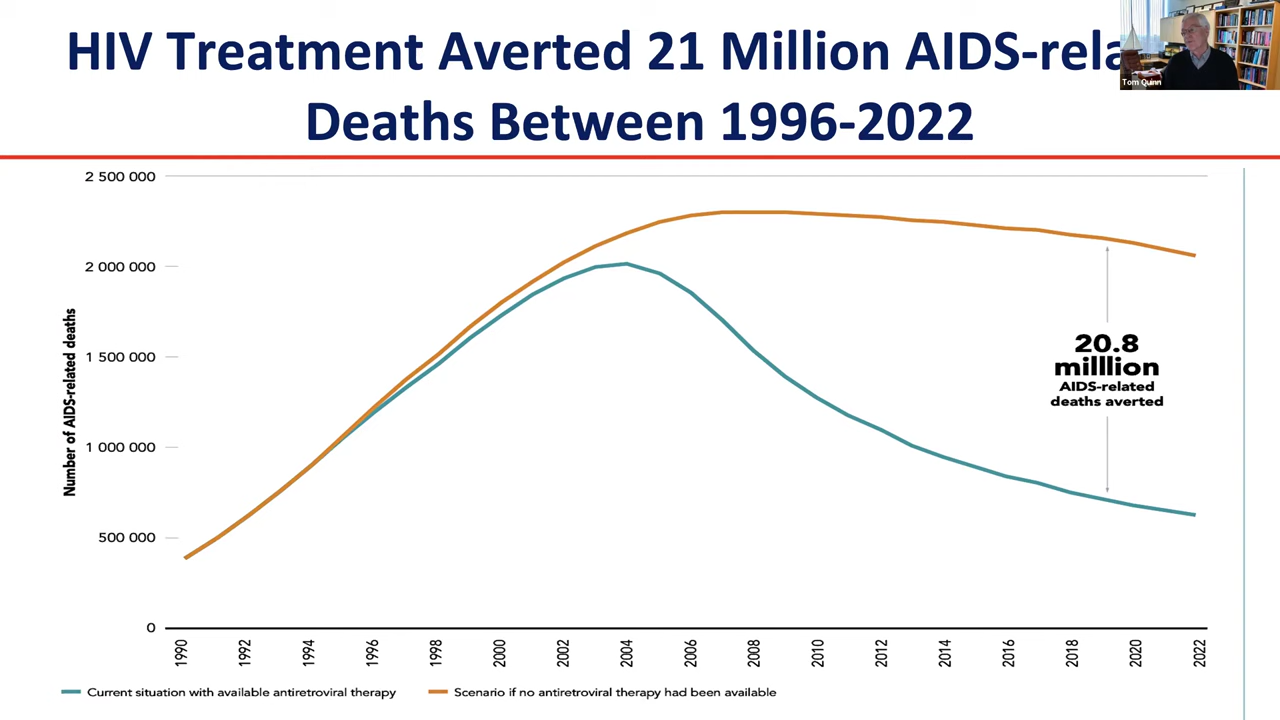 HIV Treatment Averted 21 Million AIDS-rela
Deaths Between 1996-2022
Tom Quinn
2 500 000
2 000 000
1 500 000
1 000 000
500 000
0
Number of AIDS-related deaths
20.8
milllion
AIDS-related
deaths averted
1990 1992 1994 1996 1998 2000 2002 2004 2006 2008 2010 2012 2014 2016 2018 2020 2022
Current situation with available antiretroviral therapy
Scenario if no antiretroviral therapy had been available